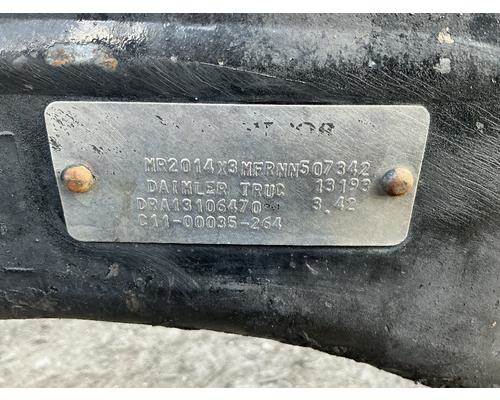 MR2014X3MFRNN507342
DAIMLER TRUC 13193
DRA13106470 3.42
C11-00035-264